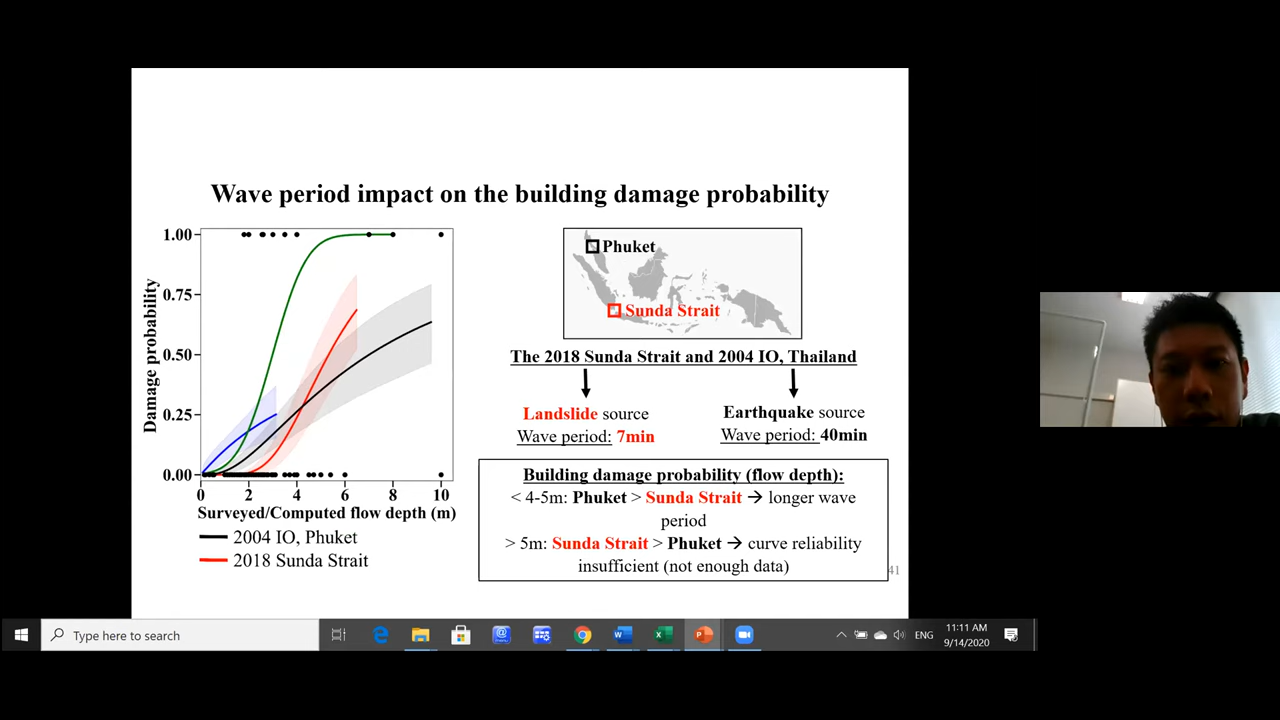 Wave period impact on the building damage probability
1.00
0.75
0.50
0.25
0.00
Damage probability
0 2 4 6 8 10
Surveyed/Computed flow depth (m)
2004 IO, Phuket
2018 Sunda Strait
Phuket
Sunda Strait
The 2018 Sunda Strait and 2004 IO, Thailand
Landslide source
Wave period: 7min
Earthquake source
Wave period: 40min
Building damage probability (flow depth):
< 4-5m: Phuket > Sunda Strait → longer wave
period
> 5m: Sunda Strait > Phuket → curve reliability
insufficient (not enough data)
41
Type here to search
ENG
11:11 AM
9/14/2020